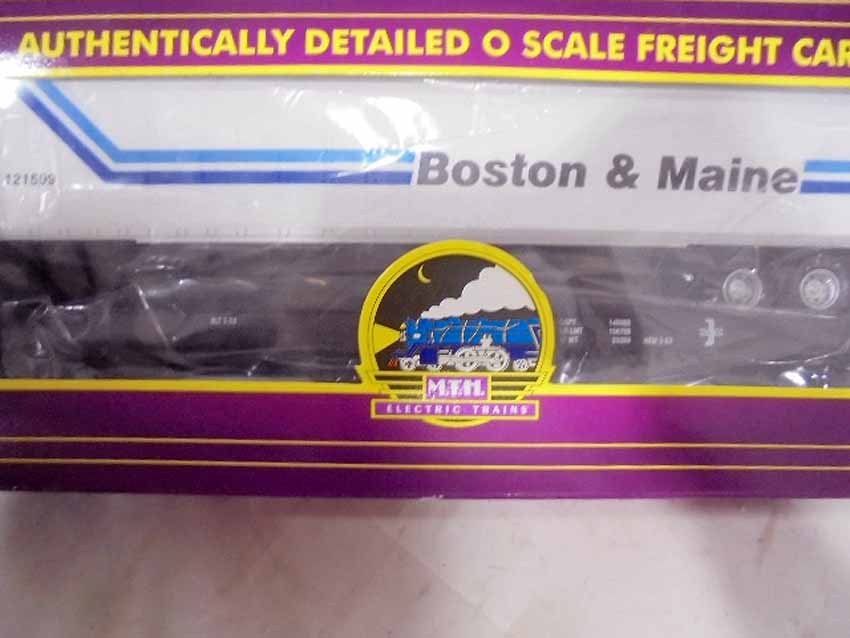 AUTHENTICALLY DETAILED O SCALE FREIGHT CAR
121599
Boston & Maine
M.T.H.
ELECTRIC TRAINS